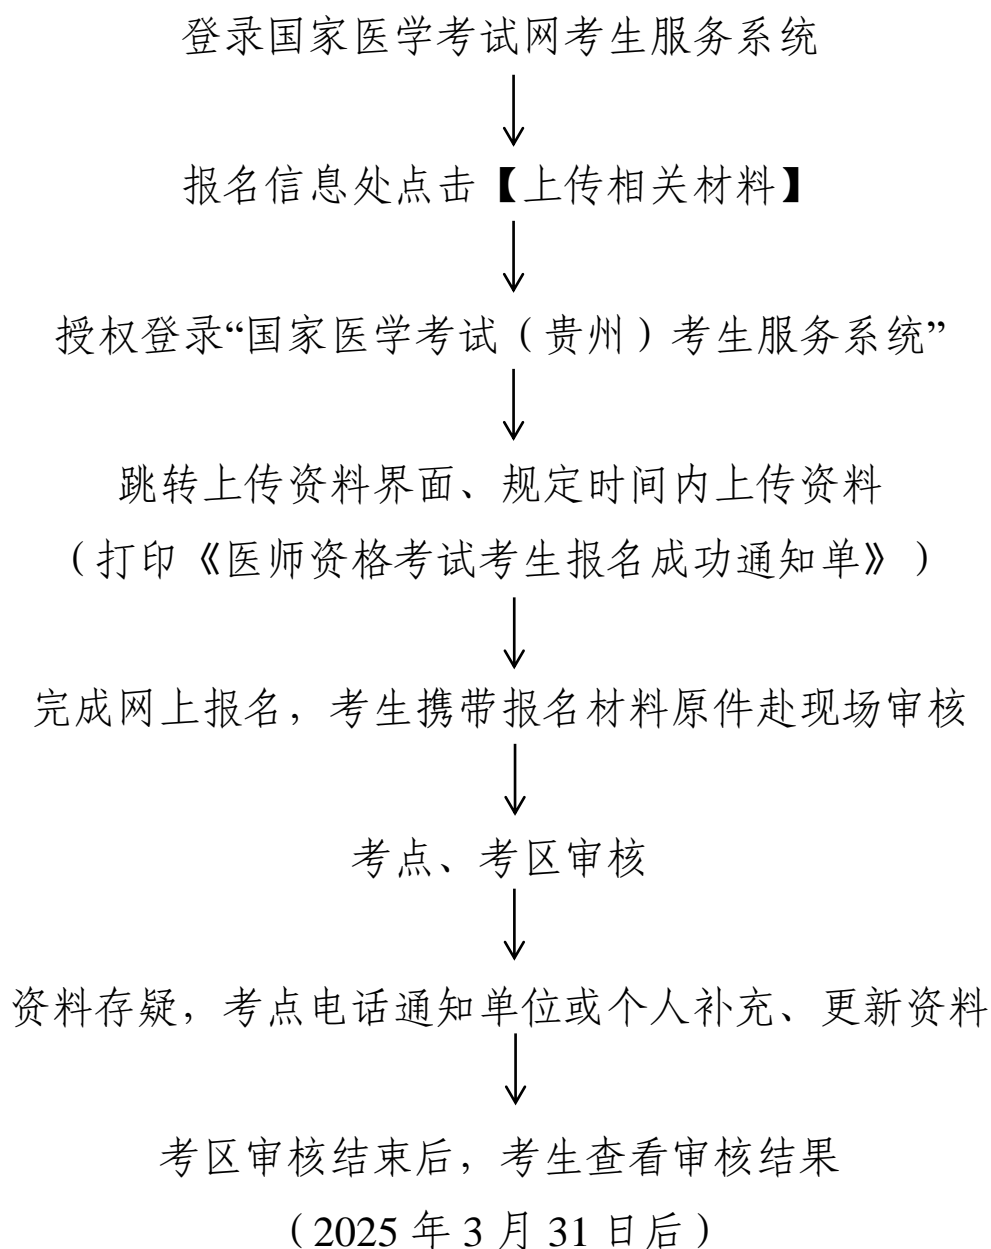 登录国家医学考试网考生服务系统
报名信息处点击【上传相关材料】
授权登录“国家医学考试（贵州）考生服务系统”
跳转上传资料界面、规定时间内上传资料
（打印《医师资格考试考生报名成功通知单》）
完成网上报名，考生携带报名材料原件赴现场审核
考点、考区审核
资料存疑，考点电话通知单位或个人补充、更新资料
考区审核结束后，考生查看审核结果
（2025 年 3 月 31 日后）